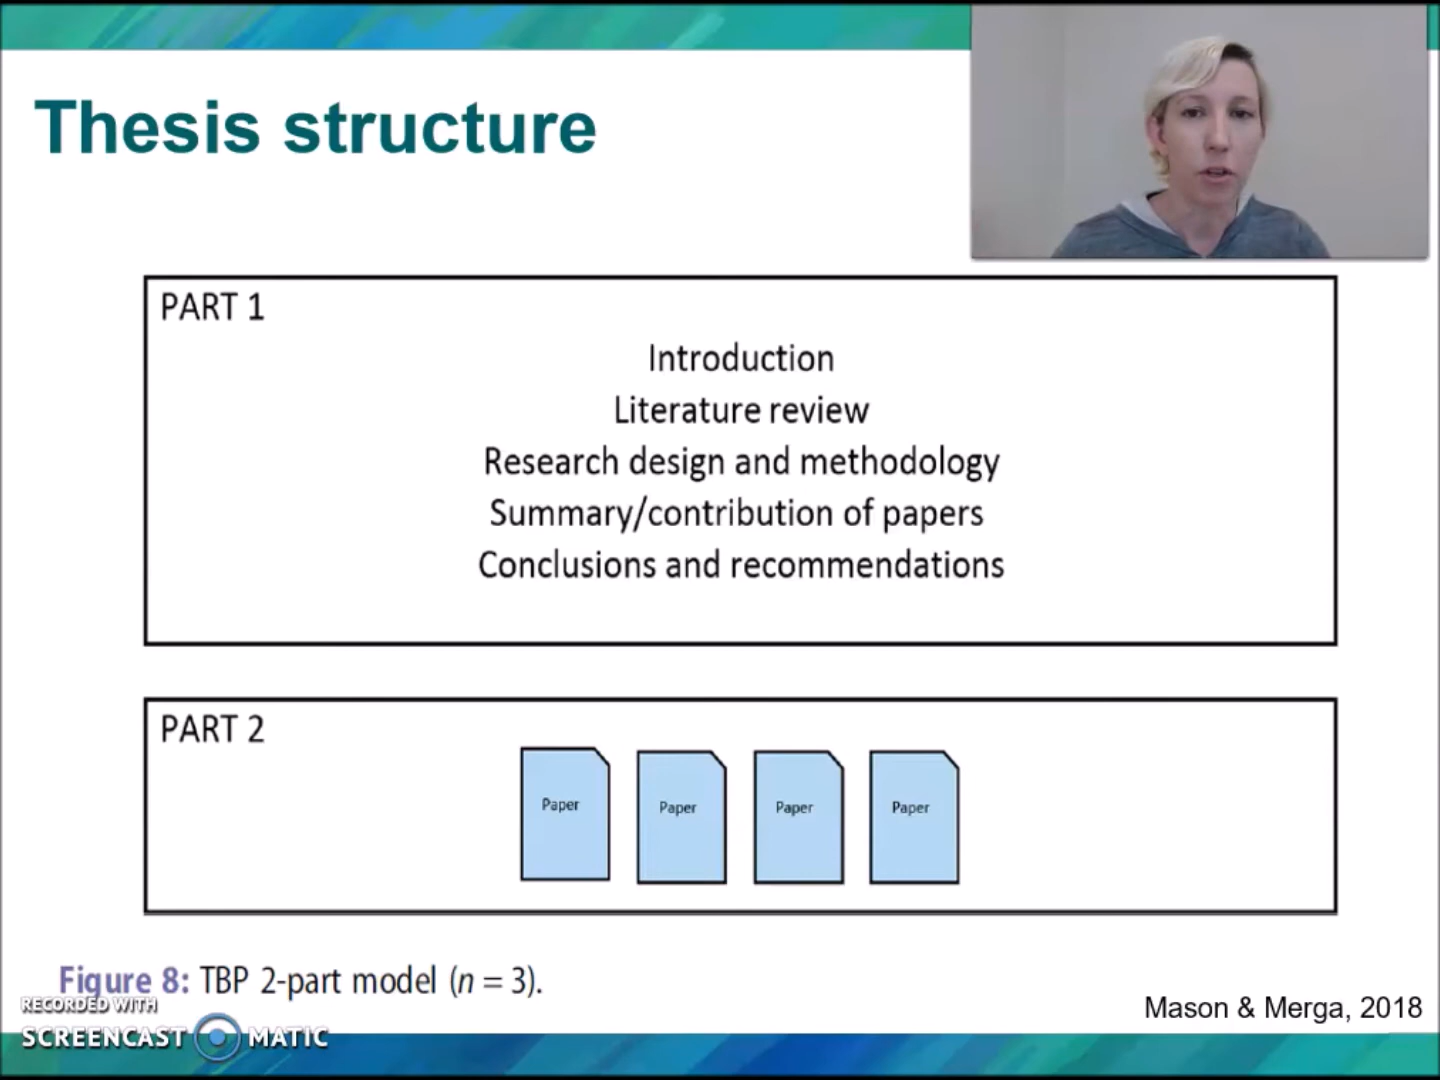 Thesis structure
PART 1
Introduction
Literature review
Research design and methodology
Summary/contribution of papers
Conclusions and recommendations
PART 2
Paper
Paper
Paper
Paper
Figure 8: TBP 2-part model (n = 3).
RECORDED WITH
SCREENCAST MATIC
Mason & Merga, 2018